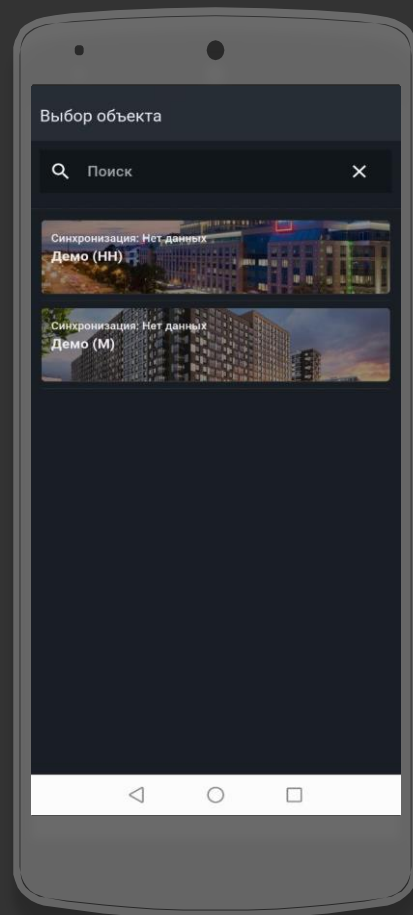 Выбор объекта
Поиск
Синхронизация: Нет данных
Демо (НН)
Синхронизация: Нет данных
Демо (М)